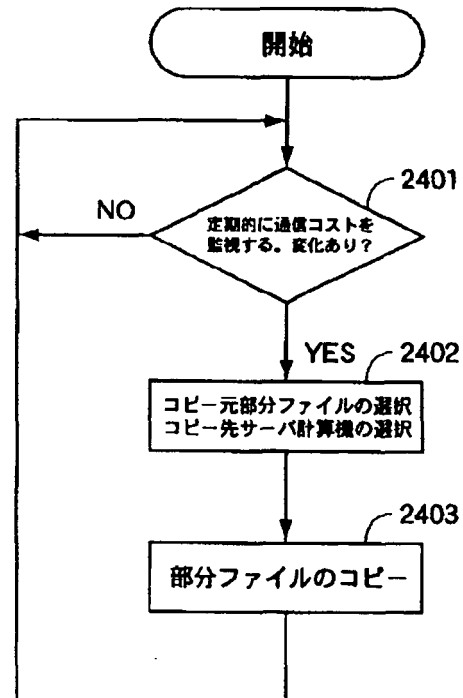 開始
2401
定期的に通信コストを
監視する。変化あり？
NO
YES
2402
コピー元部分ファイルの選択
コピー先サーバ計算機の選択
2403
部分ファイルのコピー